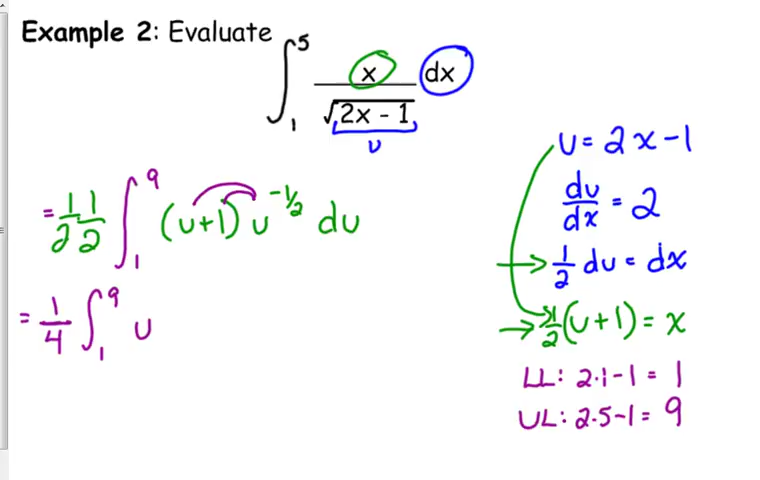 Example 2: Evaluate
∫₁⁵ x/√(2x - 1) dx
u
u = 2x - 1
du/dx = 2
= 1/2 1/2 ∫₁⁹ (u+1) u^(-1/2) du
→ 1/2 du = dx
= 1/4 ∫₁⁹ u
→ 1/2 (u + 1) = x
LL: 2·1-1 = 1
UL: 2·5-1 = 9